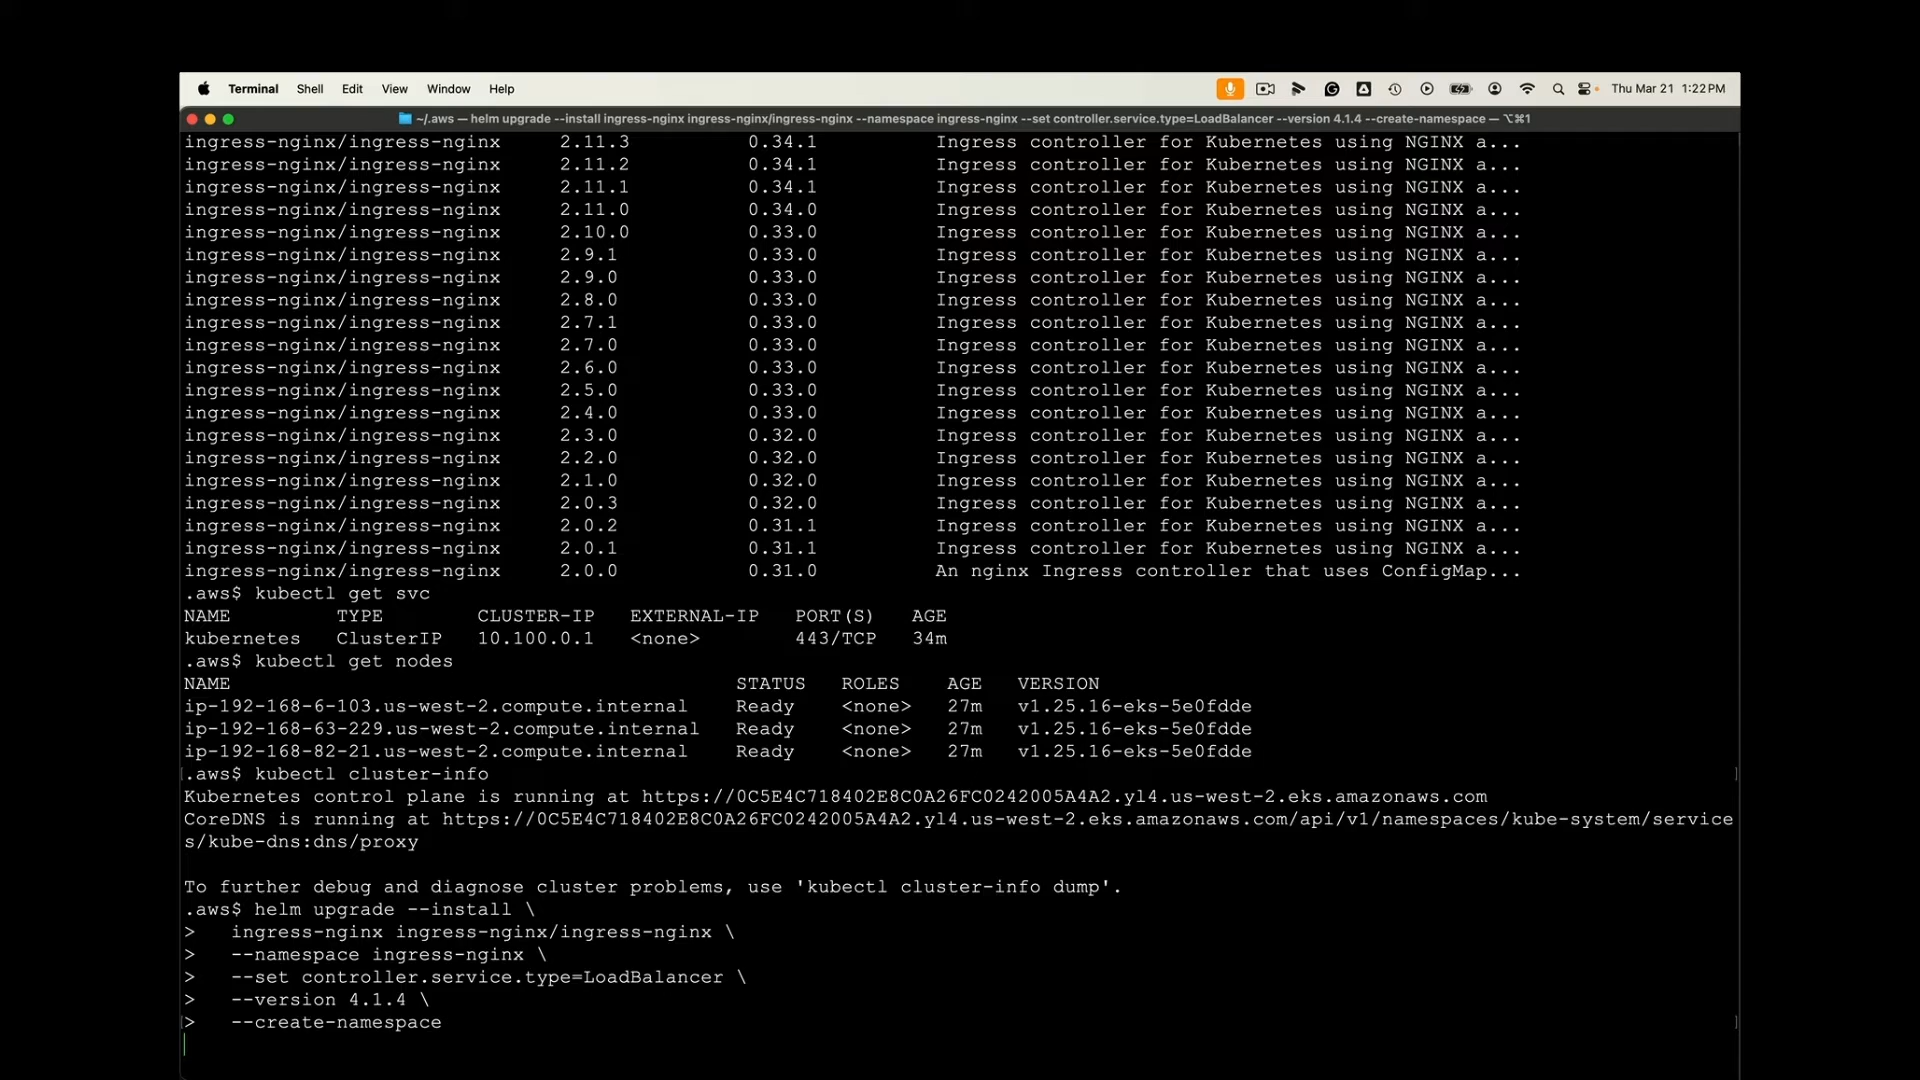 Terminal Shell Edit View Window Help Thu Mar 21 1:22 PM
~/.aws — helm upgrade --install ingress-nginx ingress-nginx/ingress-nginx --namespace ingress-nginx --set controller.service.type=LoadBalancer --version 4.1.4 --create-namespace — ⌥⌘1
ingress-nginx/ingress-nginx 2.11.3 0.34.1 Ingress controller for Kubernetes using NGINX a...
ingress-nginx/ingress-nginx 2.11.2 0.34.1 Ingress controller for Kubernetes using NGINX a...
ingress-nginx/ingress-nginx 2.11.1 0.34.1 Ingress controller for Kubernetes using NGINX a...
ingress-nginx/ingress-nginx 2.11.0 0.34.0 Ingress controller for Kubernetes using NGINX a...
ingress-nginx/ingress-nginx 2.10.0 0.33.0 Ingress controller for Kubernetes using NGINX a...
ingress-nginx/ingress-nginx 2.9.1 0.33.0 Ingress controller for Kubernetes using NGINX a...
ingress-nginx/ingress-nginx 2.9.0 0.33.0 Ingress controller for Kubernetes using NGINX a...
ingress-nginx/ingress-nginx 2.8.0 0.33.0 Ingress controller for Kubernetes using NGINX a...
ingress-nginx/ingress-nginx 2.7.1 0.33.0 Ingress controller for Kubernetes using NGINX a...
ingress-nginx/ingress-nginx 2.7.0 0.33.0 Ingress controller for Kubernetes using NGINX a...
ingress-nginx/ingress-nginx 2.6.0 0.33.0 Ingress controller for Kubernetes using NGINX a...
ingress-nginx/ingress-nginx 2.5.0 0.33.0 Ingress controller for Kubernetes using NGINX a...
ingress-nginx/ingress-nginx 2.4.0 0.33.0 Ingress controller for Kubernetes using NGINX a...
ingress-nginx/ingress-nginx 2.3.0 0.32.0 Ingress controller for Kubernetes using NGINX a...
ingress-nginx/ingress-nginx 2.2.0 0.32.0 Ingress controller for Kubernetes using NGINX a...
ingress-nginx/ingress-nginx 2.1.0 0.32.0 Ingress controller for Kubernetes using NGINX a...
ingress-nginx/ingress-nginx 2.0.3 0.32.0 Ingress controller for Kubernetes using NGINX a...
ingress-nginx/ingress-nginx 2.0.2 0.31.1 Ingress controller for Kubernetes using NGINX a...
ingress-nginx/ingress-nginx 2.0.1 0.31.1 Ingress controller for Kubernetes using NGINX a...
ingress-nginx/ingress-nginx 2.0.0 0.31.0 An nginx Ingress controller that uses ConfigMap...
.aws$ kubectl get svc
NAME TYPE CLUSTER-IP EXTERNAL-IP PORT(S) AGE
kubernetes ClusterIP 10.100.0.1 <none> 443/TCP 34m
.aws$ kubectl get nodes
NAME STATUS ROLES AGE VERSION
ip-192-168-6-103.us-west-2.compute.internal Ready <none> 27m v1.25.16-eks-5e0fdde
ip-192-168-63-229.us-west-2.compute.internal Ready <none> 27m v1.25.16-eks-5e0fdde
ip-192-168-82-21.us-west-2.compute.internal Ready <none> 27m v1.25.16-eks-5e0fdde
.aws$ kubectl cluster-info
Kubernetes control plane is running at https://0C5E4C718402E8C0A26FC0242005A4A2.yl4.us-west-2.eks.amazonaws.com
CoreDNS is running at https://0C5E4C718402E8C0A26FC0242005A4A2.yl4.us-west-2.eks.amazonaws.com/api/v1/namespaces/kube-system/service
s/kube-dns:dns/proxy
To further debug and diagnose cluster problems, use 'kubectl cluster-info dump'.
.aws$ helm upgrade --install \
> ingress-nginx ingress-nginx/ingress-nginx \
> --namespace ingress-nginx \
> --set controller.service.type=LoadBalancer \
> --version 4.1.4 \
> --create-namespace